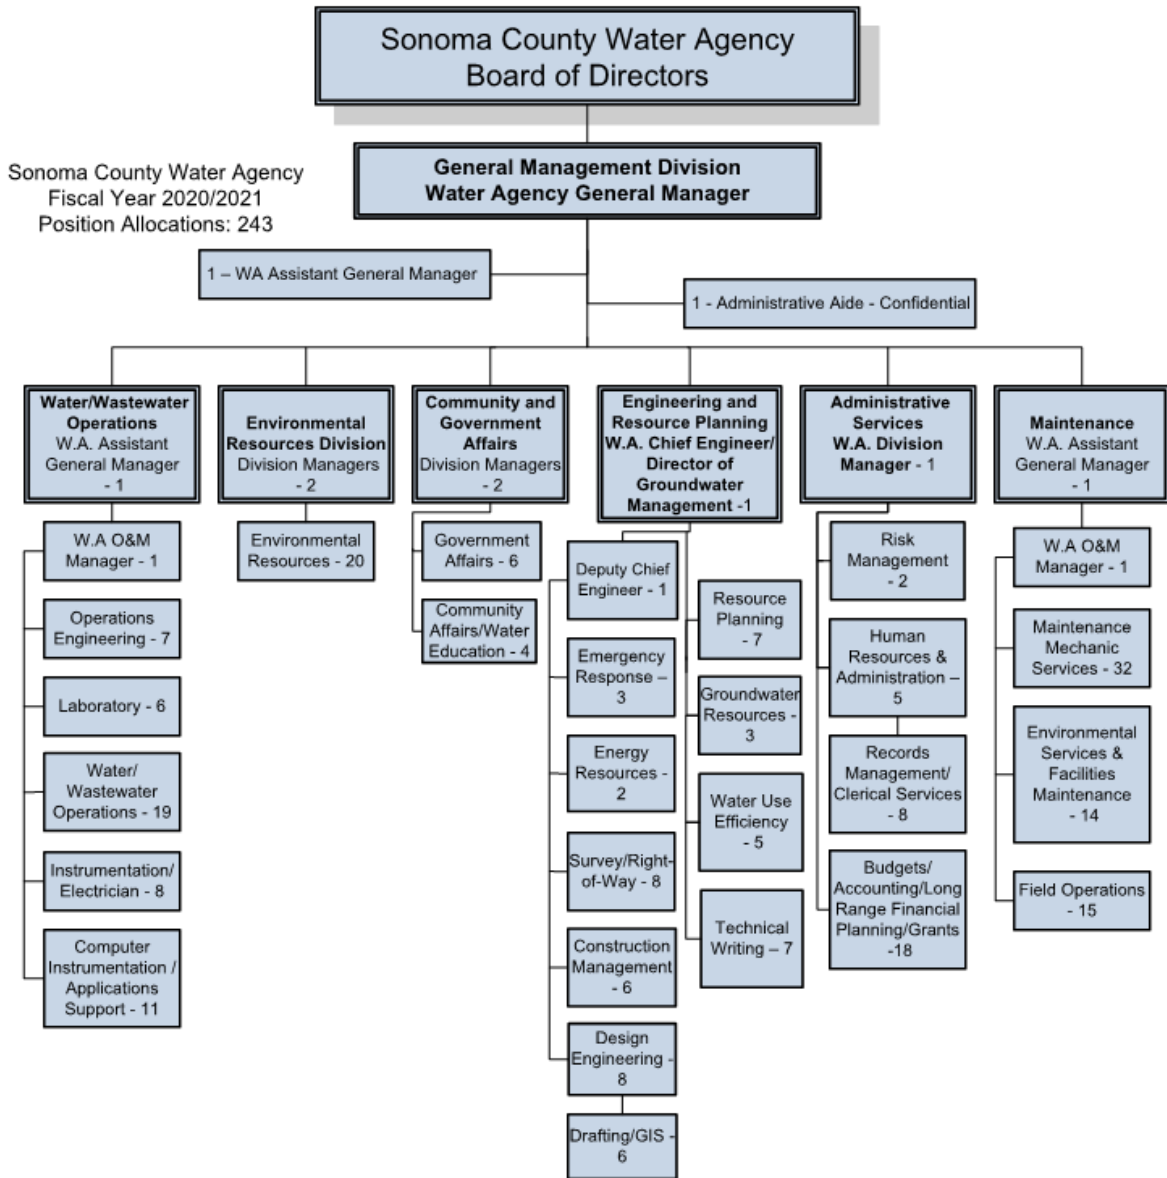 Sonoma County Water Agency
Board of Directors
General Management Division
Water Agency General Manager
Sonoma County Water Agency
Fiscal Year 2020/2021
Position Allocations: 243
1 – WA Assistant General Manager
1 - Administrative Aide - Confidential
Water/Wastewater
Operations
W.A. Assistant
General Manager
- 1
W.A O&M
Manager - 1
Operations
Engineering - 7
Laboratory - 6
Water/
Wastewater
Operations - 19
Instrumentation/
Electrician - 8
Computer
Instrumentation /
Applications
Support - 11
Environmental
Resources Division
Division Managers
- 2
Environmental
Resources - 20
Community and
Government
Affairs
Division Managers
- 2
Government
Affairs - 6
Community
Affairs/Water
Education - 4
Engineering and
Resource Planning
W.A. Chief Engineer/
Director of
Groundwater
Management -1
Deputy Chief
Engineer - 1
Emergency
Response –
3
Energy
Resources -
2
Survey/Right-
of-Way - 8
Construction
Management
- 6
Design
Engineering -
8
Drafting/GIS -
6
Resource
Planning
- 7
Groundwater
Resources -
3
Water Use
Efficiency
- 5
Technical
Writing – 7
Administrative
Services
W.A. Division
Manager - 1
Risk
Management
- 2
Human
Resources &
Administration –
5
Records
Management/
Clerical Services
- 8
Budgets/
Accounting/Long
Range Financial
Planning/Grants
-18
Maintenance
W.A. Assistant
General Manager -
1
W.A O&M
Manager - 1
Maintenance
Mechanic
Services - 32
Environmental
Services &
Facilities
Maintenance
- 14
Field Operations
- 15